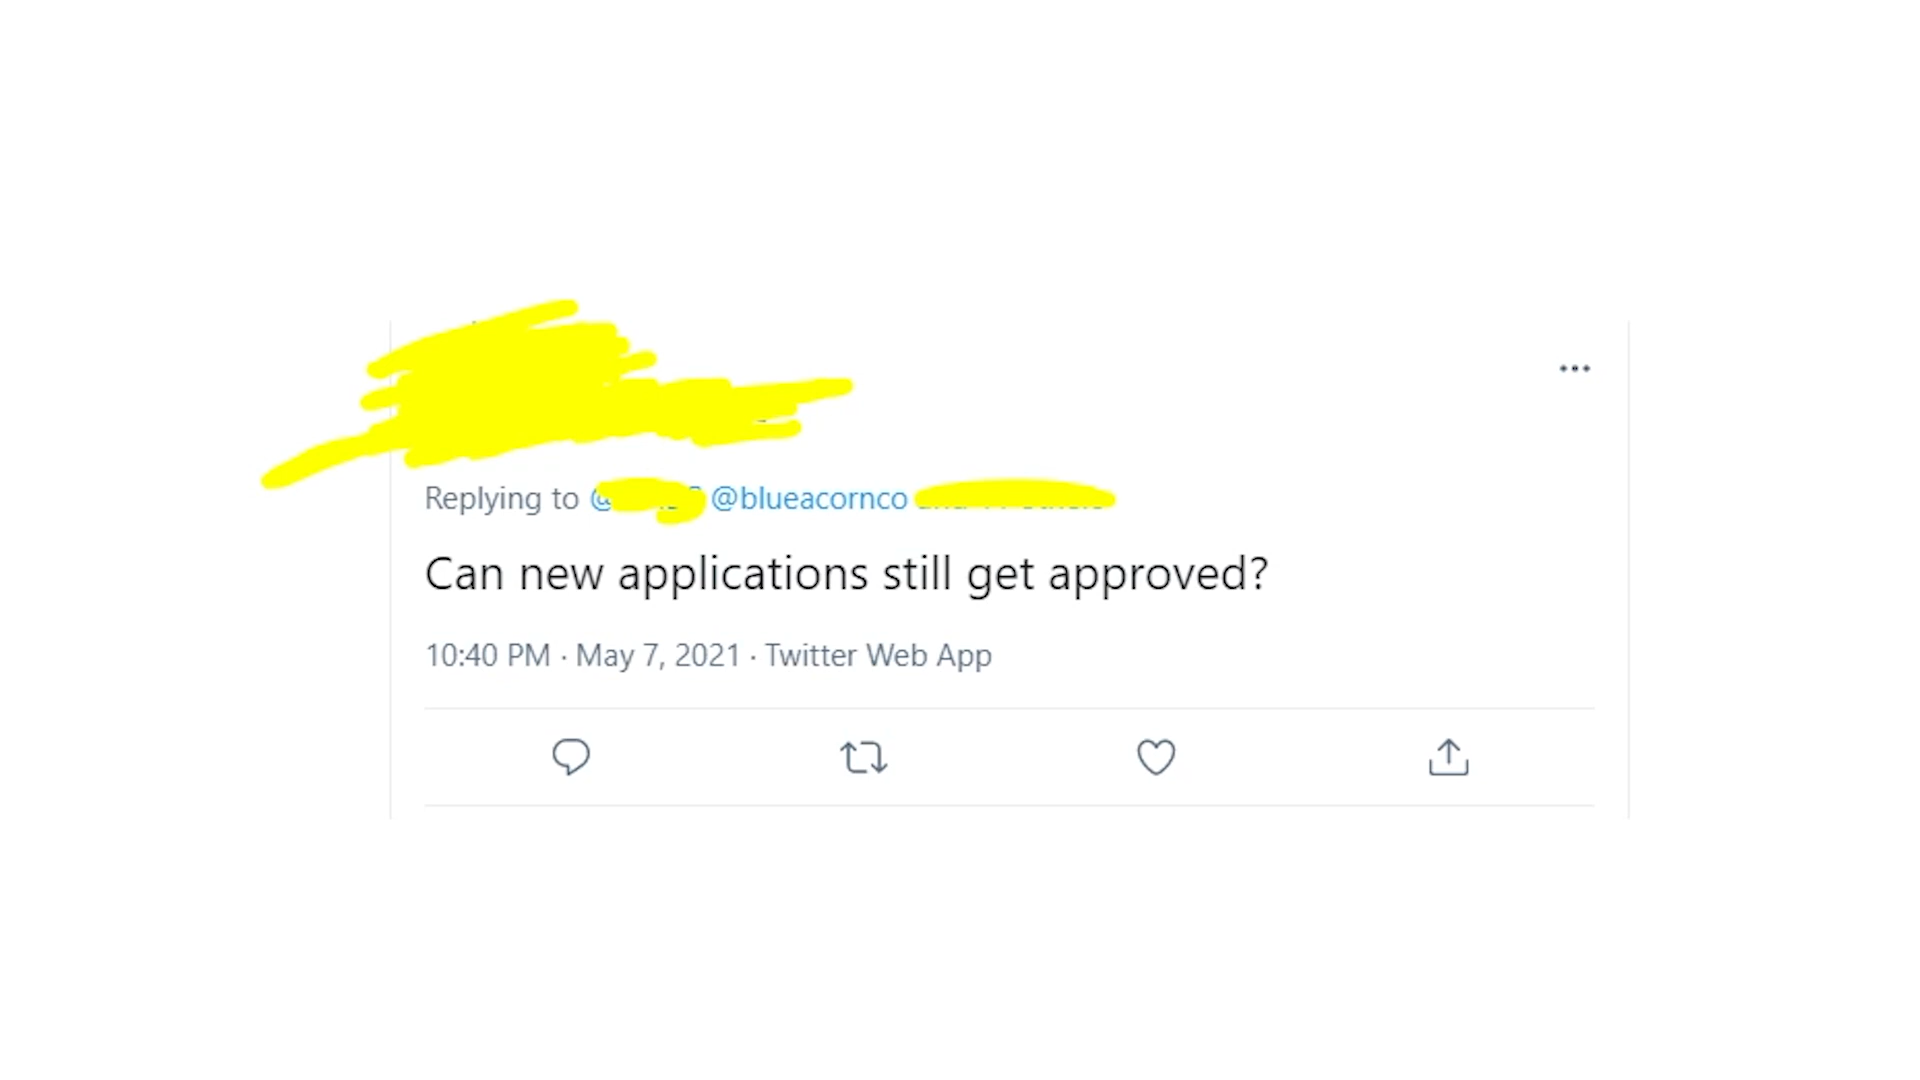 Replying to @blueacornco
Can new applications still get approved?
10:40 PM · May 7, 2021 · Twitter Web App